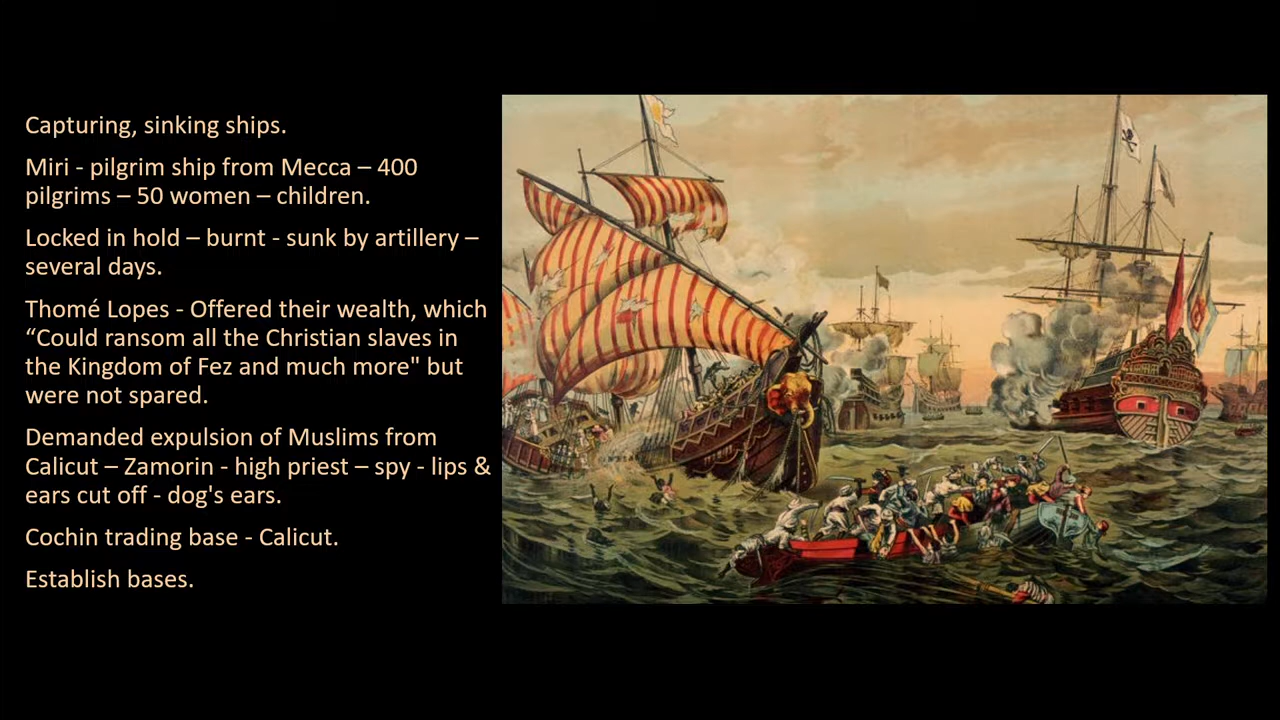 Capturing, sinking ships.
Miri - pilgrim ship from Mecca – 400
pilgrims – 50 women – children.
Locked in hold – burnt - sunk by artillery –
several days.
Thomé Lopes - Offered their wealth, which
“Could ransom all the Christian slaves in
the Kingdom of Fez and much more" but
were not spared.
Demanded expulsion of Muslims from
Calicut – Zamorin - high priest – spy - lips &
ears cut off - dog's ears.
Cochin trading base - Calicut.
Establish bases.